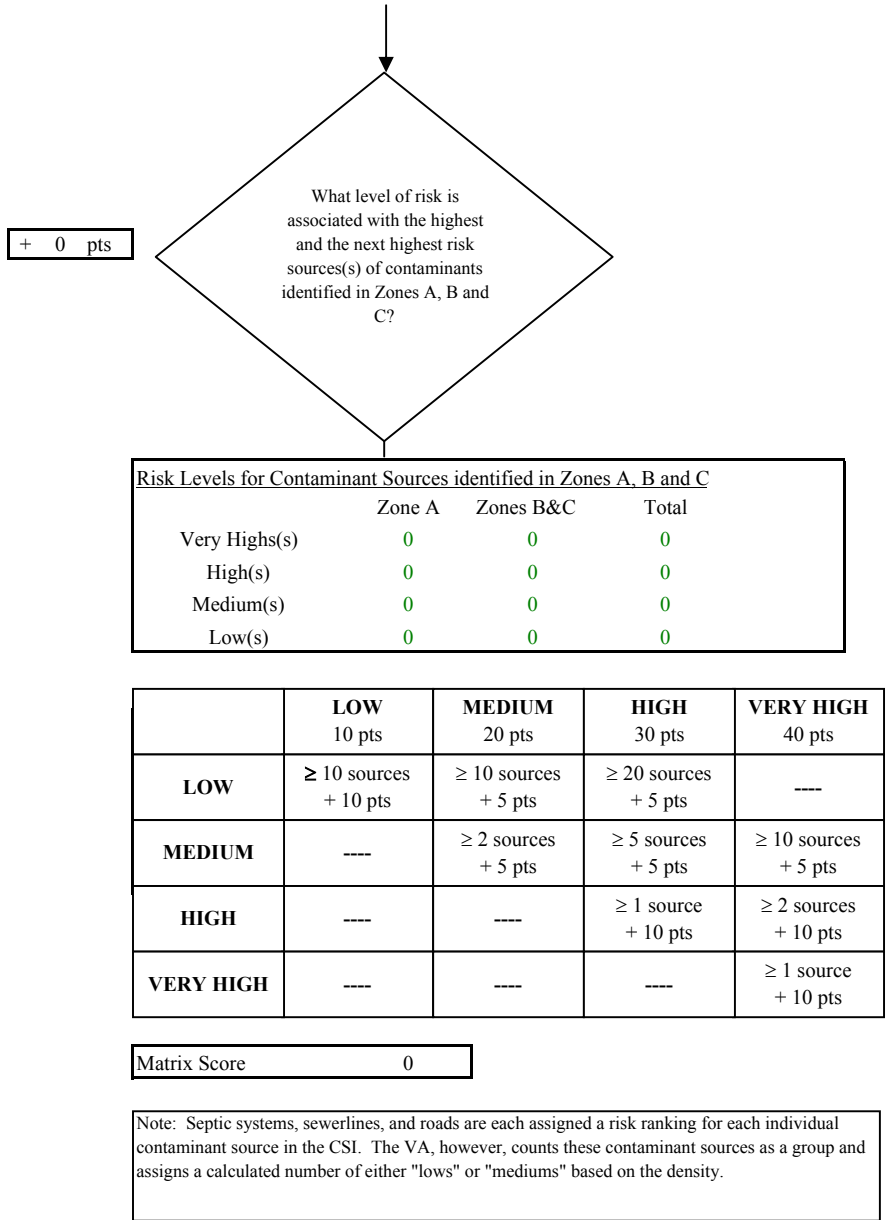 What level of risk is
associated with the highest
and the next highest risk
sources(s) of contaminants
identified in Zones A, B and
C?
+ 0 pts
Risk Levels for Contaminant Sources identified in Zones A, B and C
Zone A Zones B&C Total
Very Highs(s) 0 0 0
High(s) 0 0 0
Medium(s) 0 0 0
Low(s) 0 0 0
LOW MEDIUM HIGH VERY HIGH
10 pts 20 pts 30 pts 40 pts
LOW ≥ 10 sources ≥ 10 sources ≥ 20 sources ----
+ 10 pts + 5 pts + 5 pts
MEDIUM ---- ≥ 2 sources ≥ 5 sources ≥ 10 sources
+ 5 pts + 5 pts + 5 pts
HIGH ---- ---- ≥ 1 source ≥ 2 sources
+ 10 pts + 10 pts
VERY HIGH ---- ---- ---- ≥ 1 source
+ 10 pts
Matrix Score 0
Note: Septic systems, sewerlines, and roads are each assigned a risk ranking for each individual
contaminant source in the CSI. The VA, however, counts these contaminant sources as a group and
assigns a calculated number of either "lows" or "mediums" based on the density.